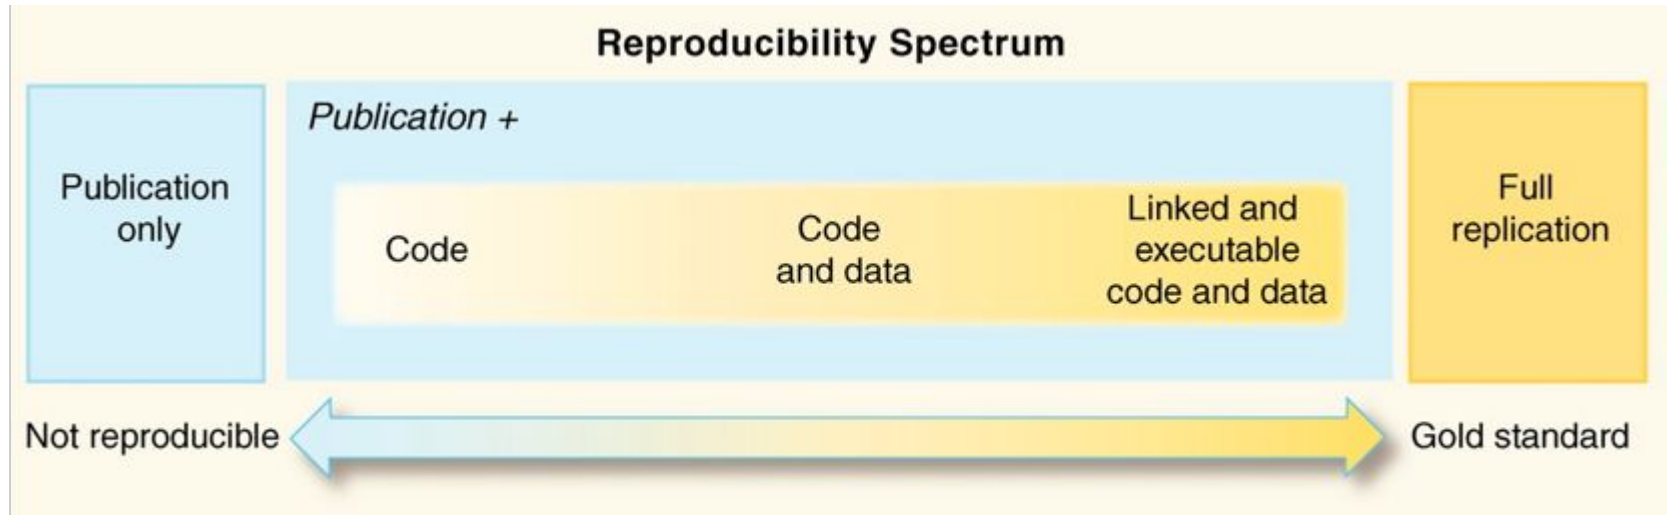 Reproducibility Spectrum
Publication
only
Publication +
Code
Code
and data
Linked and
executable
code and data
Full
replication
Not reproducible
Gold standard